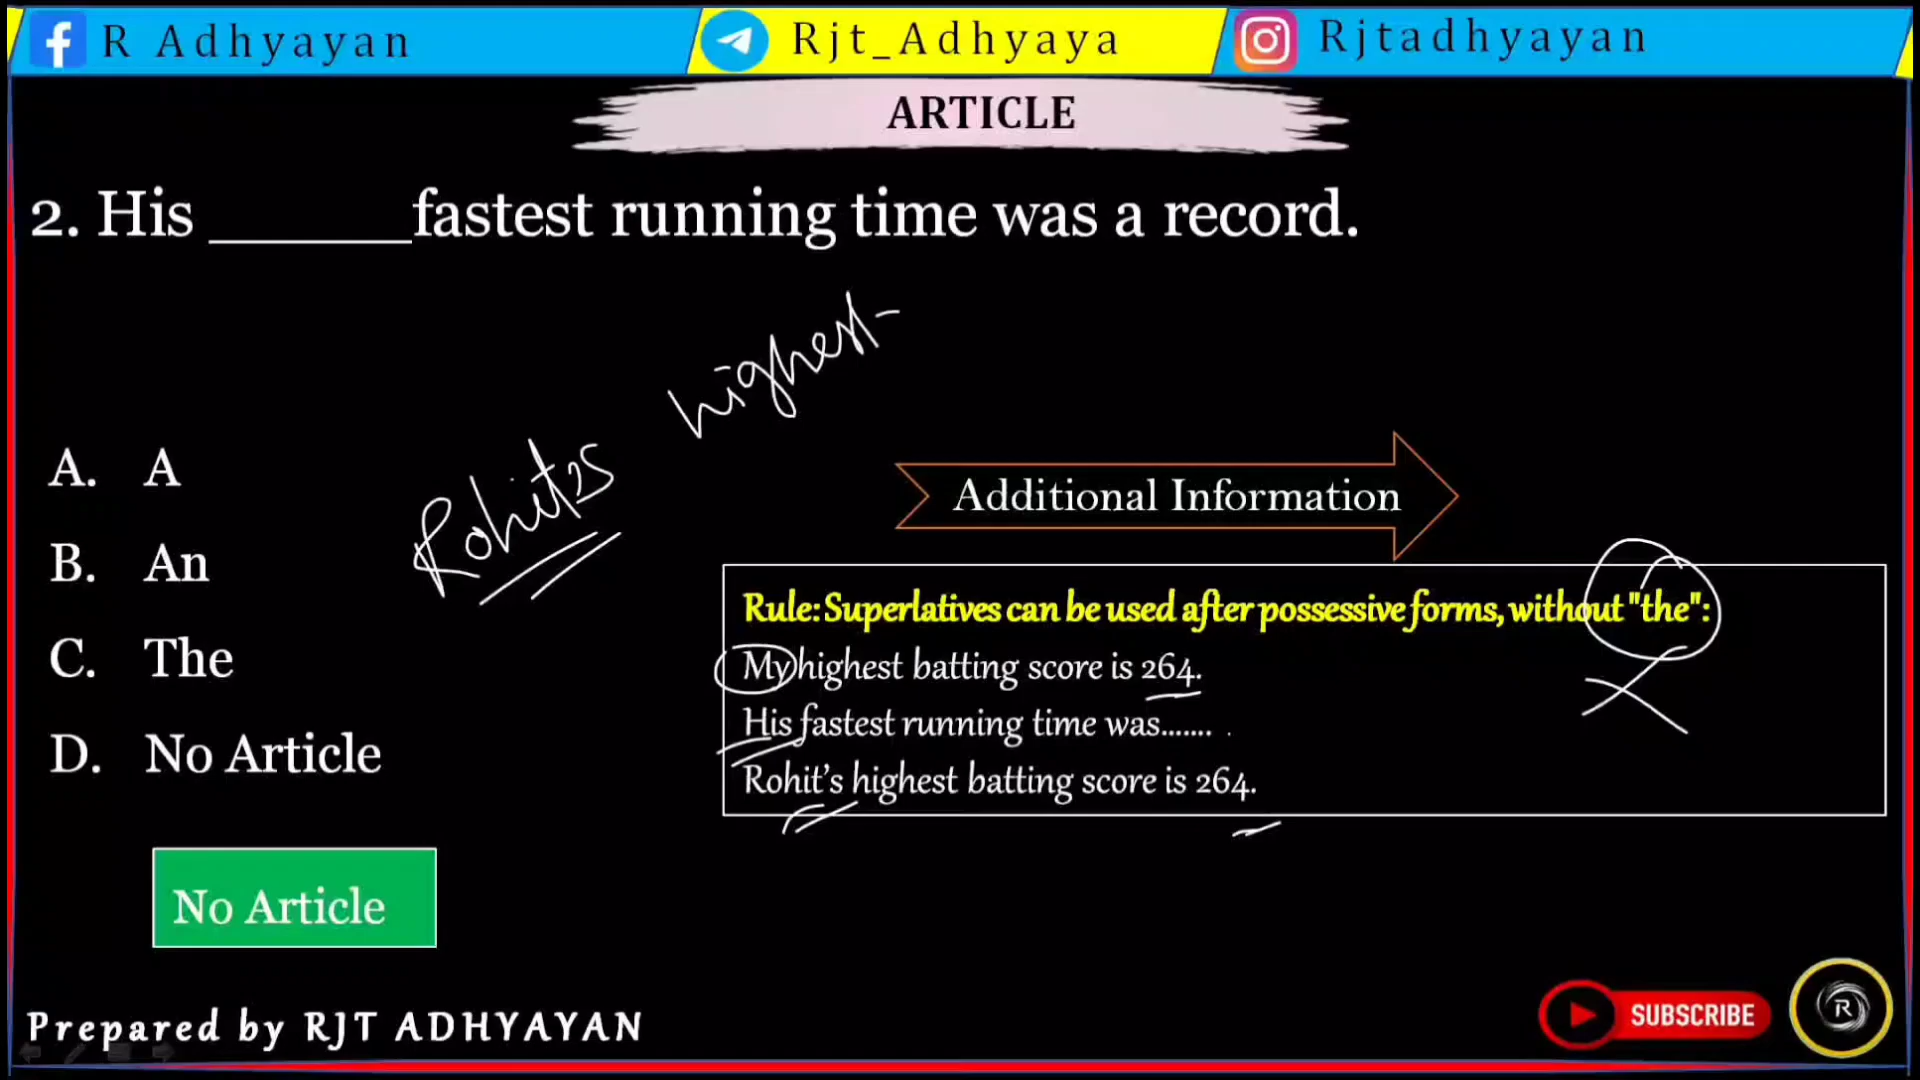 R Adhyayan
Rjt_Adhyaya
Rjtadhyayan
ARTICLE
2. His ______fastest running time was a record.
highest-
Rohit's
A. A
B. An
C. The
D. No Article
Additional Information
Rule: Superlatives can be used after possessive forms, without "the":
My highest batting score is 264.
His fastest running time was....... .
Rohit's highest batting score is 264.
No Article
Prepared by RJT ADHYAYAN
SUBSCRIBE
R